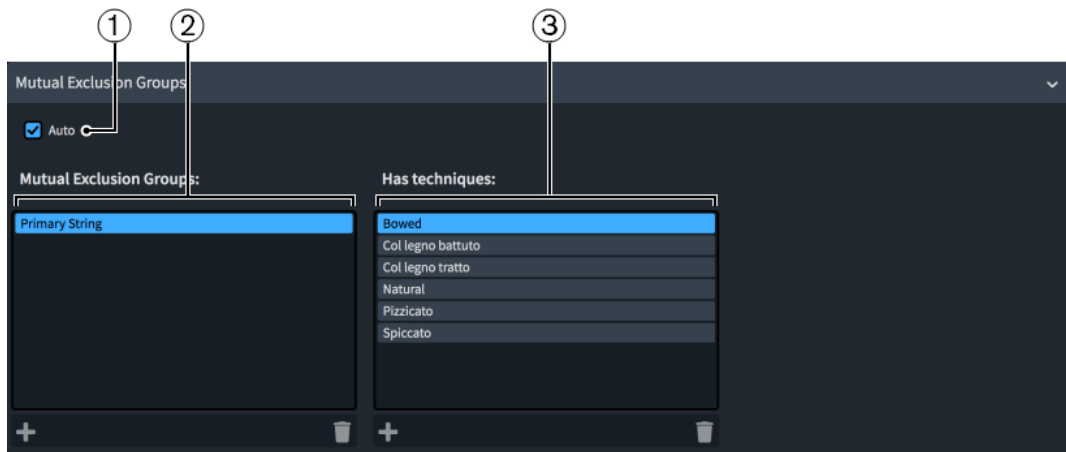 ① ② ③
Mutual Exclusion Groups
Auto
Mutual Exclusion Groups: Has techniques:
Primary String Bowed
Col legno battuto
Col legno tratto
Natural
Pizzicato
Spiccato